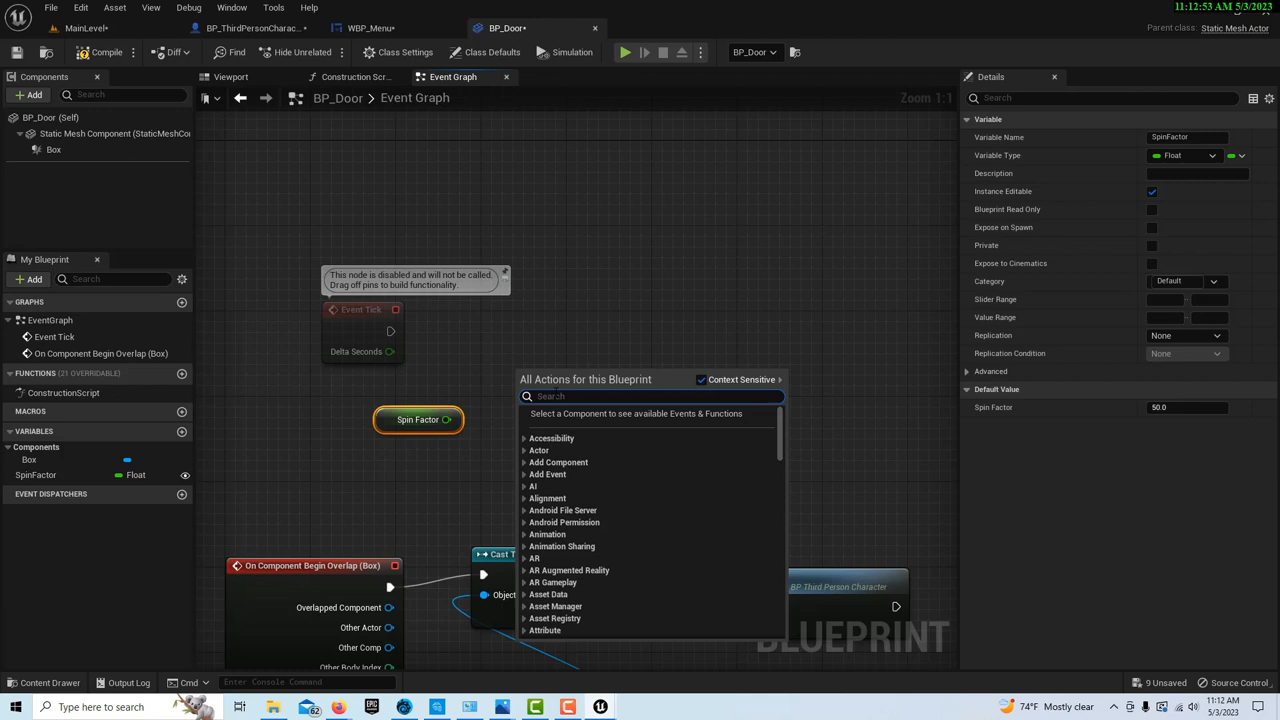 11:12:53 AM 5/3/2023
File Edit Asset View Debug Window Tools Help
MainLevel•
BP_ThirdPersonCharac...•
WBP_Menu•
BP_Door•
Parent class: Static Mesh Actor
Compile
Diff
Find
Hide Unrelated
Class Settings
Class Defaults
Simulation
BP_Door
Components
Viewport
Construction Scr...
Event Graph
Details
Add
Search
BP_Door > Event Graph
Zoom 1:1
Search
BP_Door (Self)
Static Mesh Component (StaticMeshCor
Box
Variable
Variable Name
SpinFactor
Variable Type
Float
Description
Instance Editable
Blueprint Read Only
Expose on Spawn
Private
Expose to Cinematics
Category
Default
Slider Range
Value Range
Replication
None
Replication Condition
None
Advanced
Default Value
Spin Factor
50.0
My Blueprint
Add
Search
GRAPHS
EventGraph
Event Tick
On Component Begin Overlap (Box)
FUNCTIONS (21 OVERRIDABLE)
ConstructionScript
MACROS
VARIABLES
Components
Box
SpinFactor
Float
EVENT DISPATCHERS
This node is disabled and will not be called.
Drag off pins to build functionality.
Event Tick
Delta Seconds
Spin Factor
All Actions for this Blueprint
Context Sensitive
Search
Select a Component to see available Events & Functions
Accessibility
Actor
Add Component
Add Event
AI
Alignment
Android File Server
Android Permission
Animation
Animation Sharing
AR
AR Augmented Reality
AR Gameplay
Asset Data
Asset Manager
Asset Registry
Attribute
On Component Begin Overlap (Box)
Overlapped Component
Other Actor
Other Comp
Other Body Index
Cast T
Object
BP Third Person Character
BLUEPRINT
Content Drawer
Output Log
Cmd
Enter Console Command
9 Unsaved
Source Control
Type here to search
62
74°F Mostly clear
11:12 AM
5/3/2023